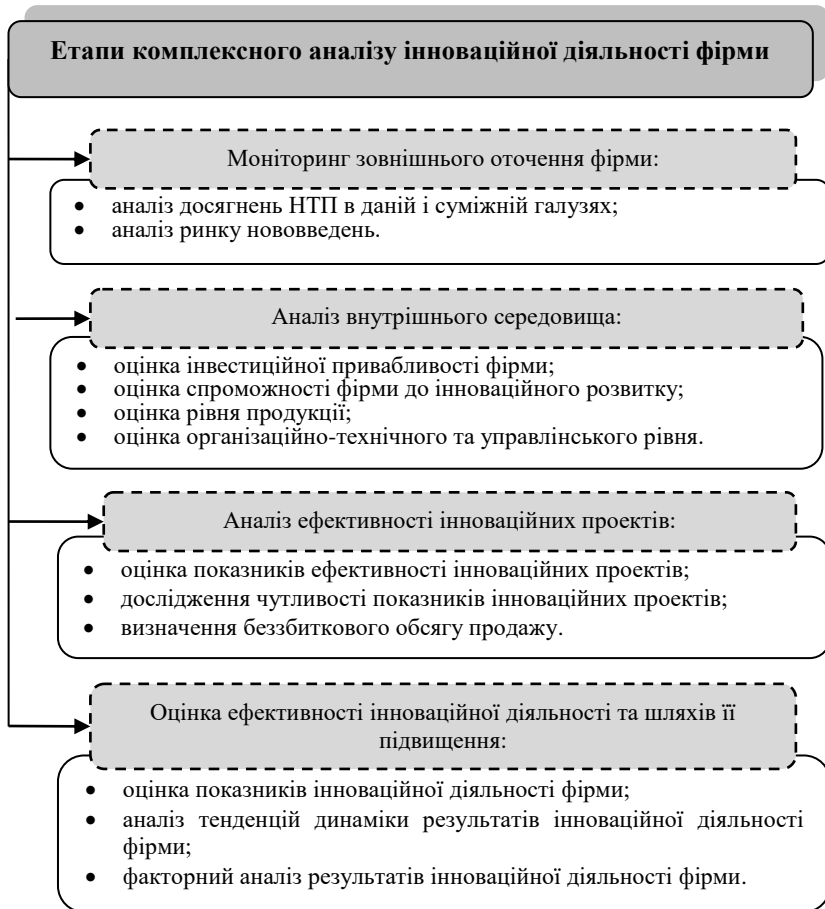 Етапи комплексного аналізу інноваційної діяльності фірми
Моніторинг зовнішнього оточення фірми:
• аналіз досягнень НТП в даній і суміжній галузях;
• аналіз ринку нововведень.
Аналіз внутрішнього середовища:
• оцінка інвестиційної привабливості фірми;
• оцінка спроможності фірми до інноваційного розвитку;
• оцінка рівня продукції;
• оцінка організаційно-технічного та управлінського рівня.
Аналіз ефективності інноваційних проектів:
• оцінка показників ефективності інноваційних проектів;
• дослідження чутливості показників інноваційних проектів;
• визначення беззбиткового обсягу продажу.
Оцінка ефективності інноваційної діяльності та шляхів її
підвищення:
• оцінка показників інноваційної діяльності фірми;
• аналіз тенденцій динаміки результатів інноваційної діяльності
фірми;
• факторний аналіз результатів інноваційної діяльності фірми.